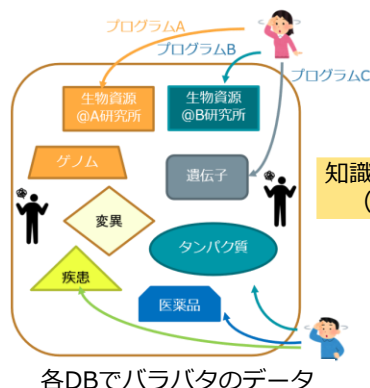 プログラムA
プログラムB
プログラムC
生物資源
@A研究所
生物資源
@B研究所
ゲノム
遺伝子
知識
(
変異
タンパク質
疾患
医薬品
各DBでバラバタのデータ